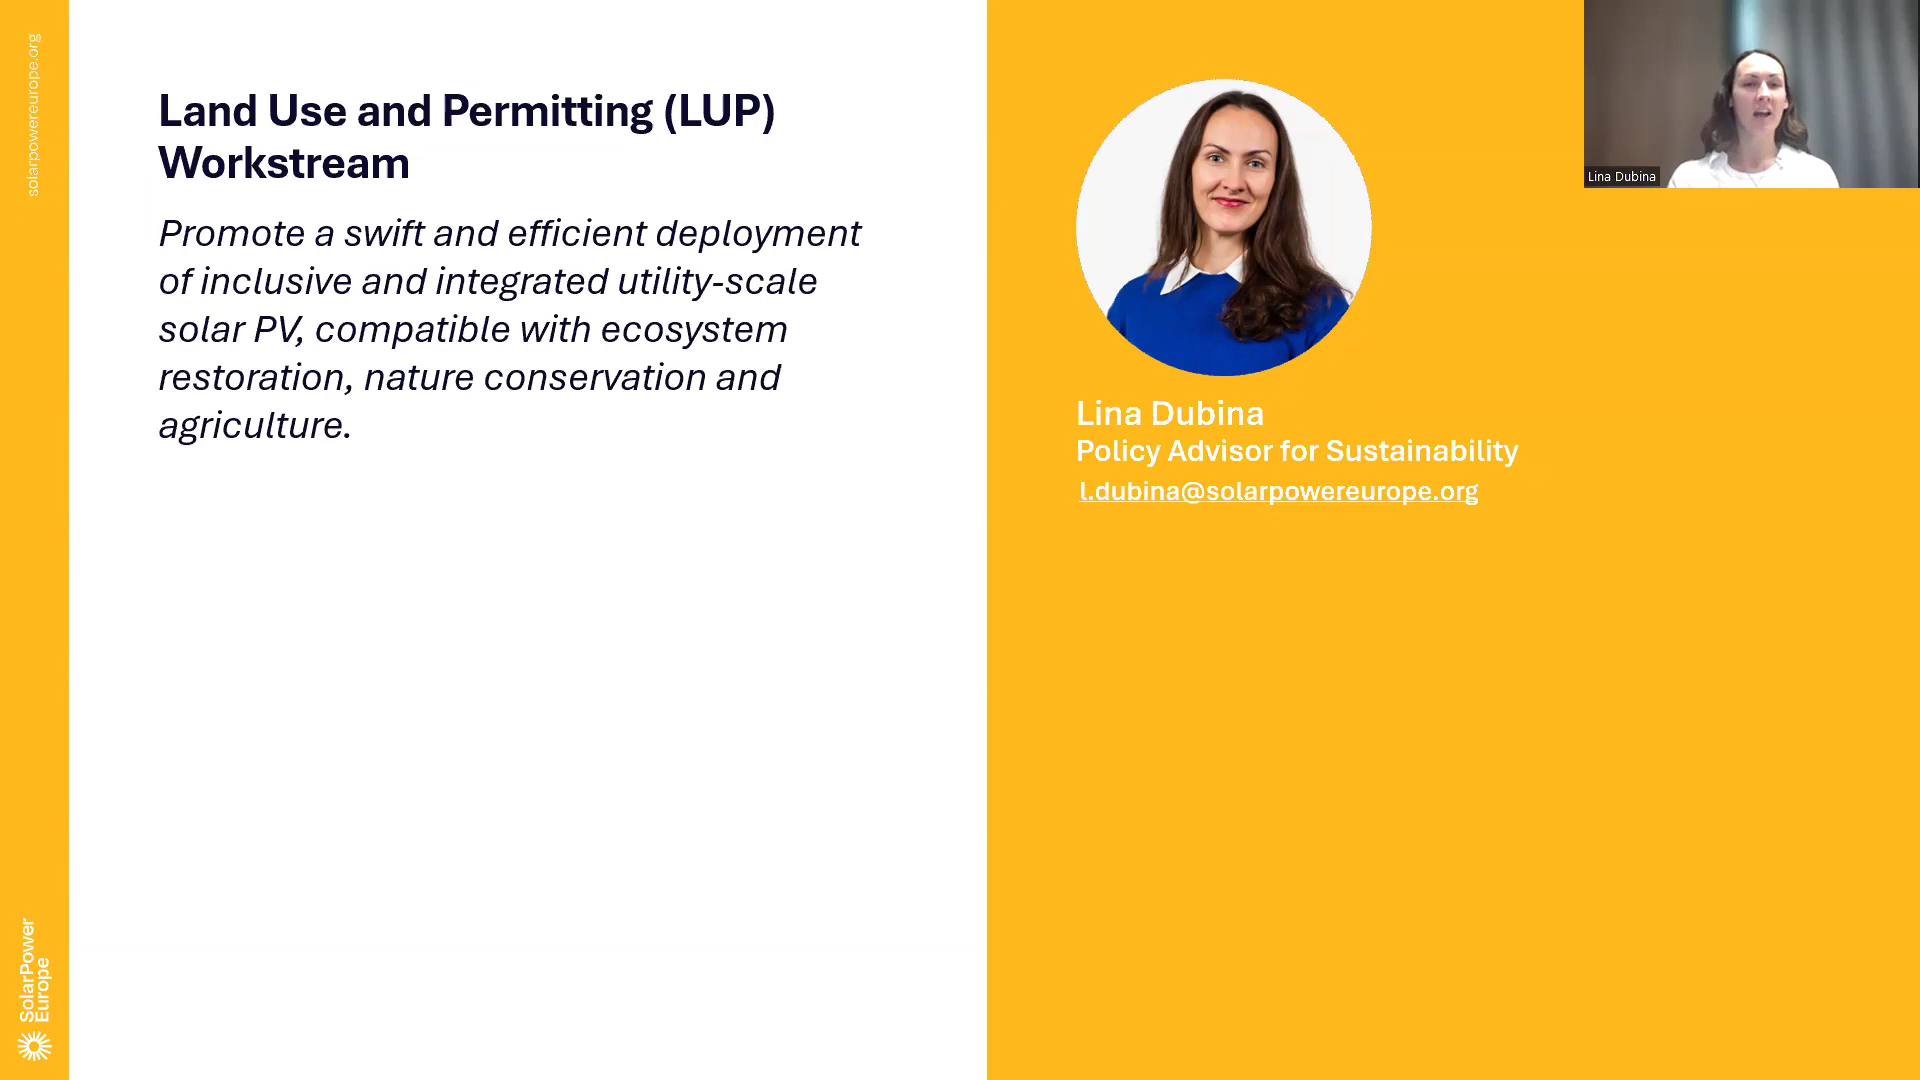 solarpowereurope.org
Land Use and Permitting (LUP)
Workstream
Promote a swift and efficient deployment
of inclusive and integrated utility-scale
solar PV, compatible with ecosystem
restoration, nature conservation and
agriculture.
Lina Dubina
Policy Advisor for Sustainability
l.dubina@solarpowereurope.org
Lina Dubina
SolarPower
Europe